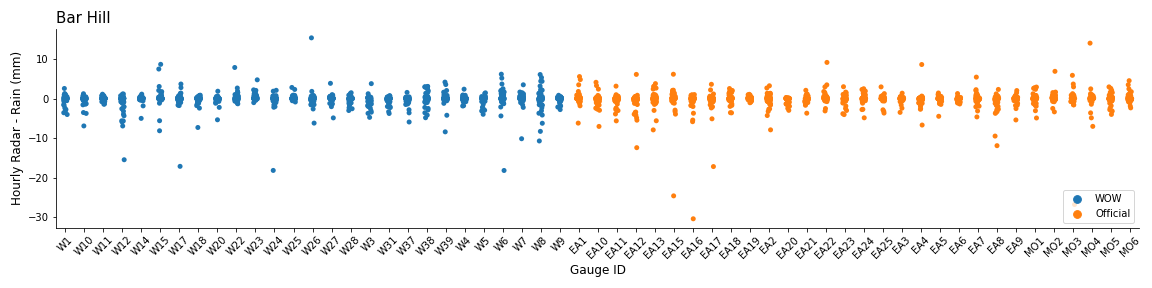 Bar Hill
Hourly Radar - Rain (mm)
10
0
−10
−20
−30
WOW
Official
W1 W10 W11 W12 W14 W15 W17 W18 W20 W22 W23 W24 W25 W26 W27 W28 W3 W31 W37 W38 W39 W4 W5 W6 W7 W8 W9 EA1 EA10 EA11 EA12 EA13 EA15 EA16 EA17 EA18 EA19 EA2 EA20 EA21 EA22 EA23 EA24 EA25 EA3 EA4 EA5 EA6 EA7 EA8 EA9 MO1 MO2 MO3 MO4 MO5 MO6
Gauge ID